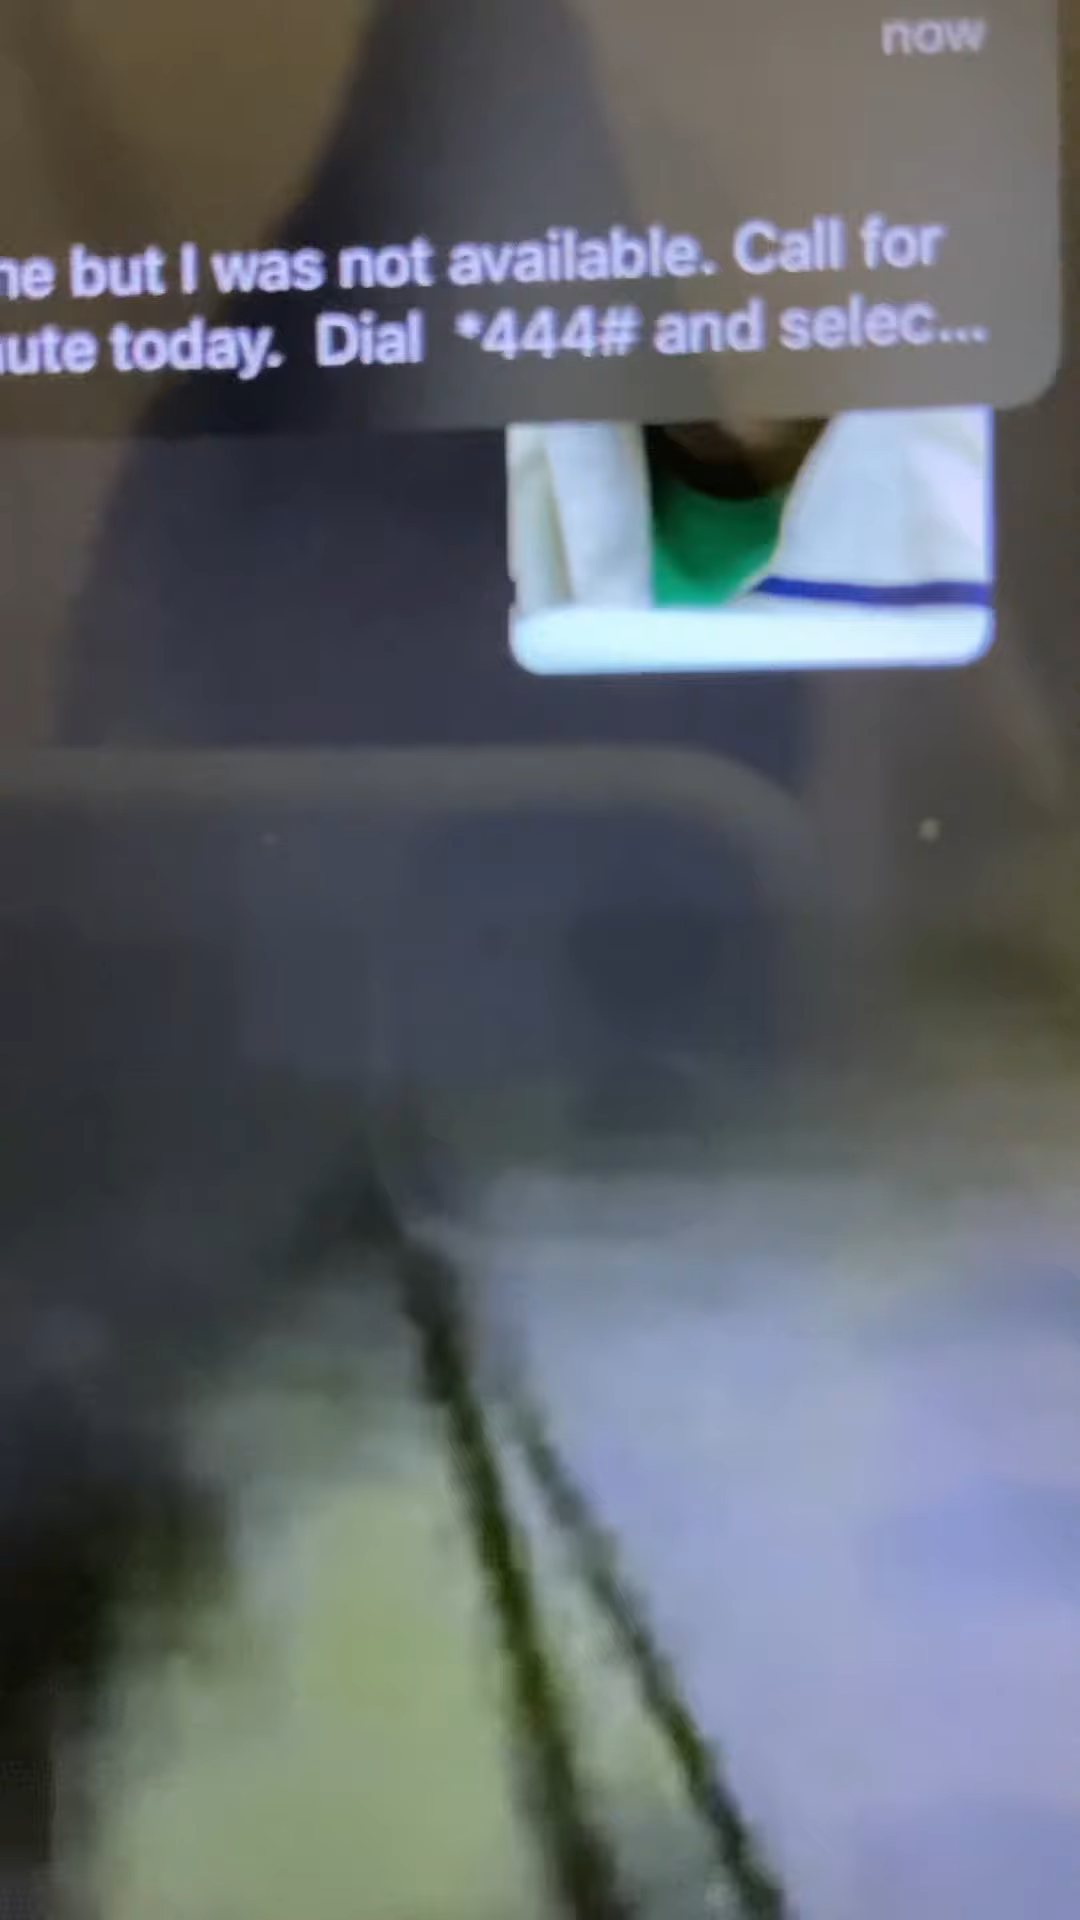 now
but I was not available. Call for
today. Dial *444# and selec...